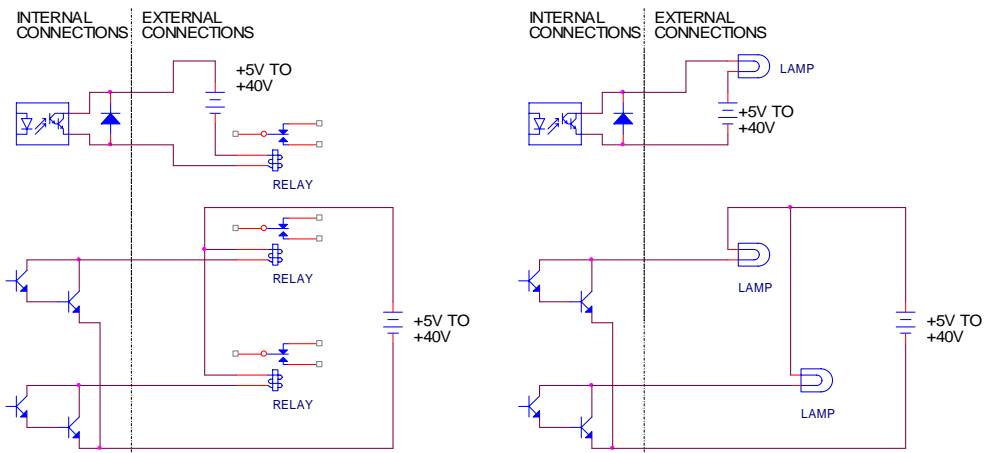 INTERNAL
CONNECTIONS
EXTERNAL
CONNECTIONS
+5V TO
+40V
RELAY
RELAY
+5V TO
+40V
RELAY
INTERNAL
CONNECTIONS
EXTERNAL
CONNECTIONS
LAMP
+5V TO
+40V
LAMP
+5V TO
+40V
LAMP